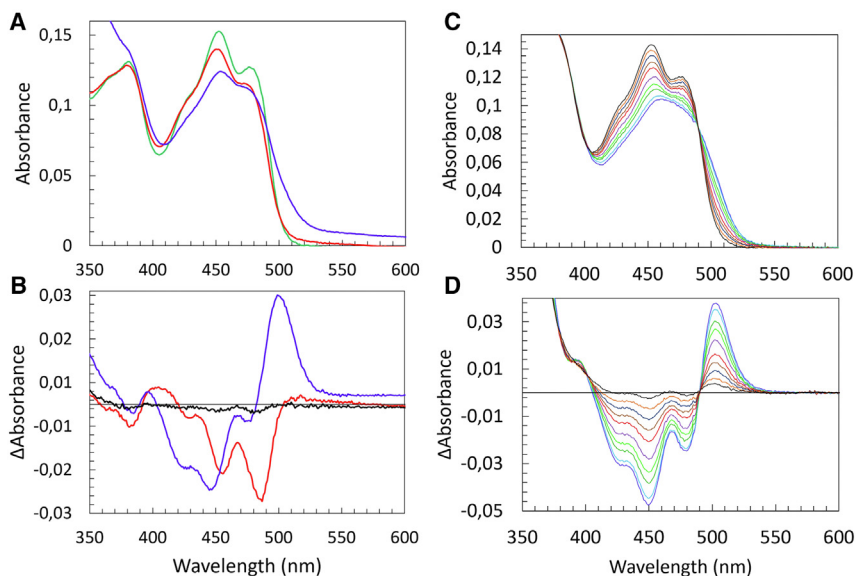 A
0,15
0,1
0,05
0
Absorbance
350 400 450 500 550 600
B
0,03
0,02
0,01
-0,01
-0,02
-0,03
ΔAbsorbance
350 400 450 500 550 600
Wavelength (nm)
C
0,14
0,12
0,1
0,08
0,06
0,04
0,02
0
Absorbance
350 400 450 500 550 600
D
0,03
0,01
-0,01
-0,03
-0,05
ΔAbsorbance
350 400 450 500 550 600
Wavelength (nm)